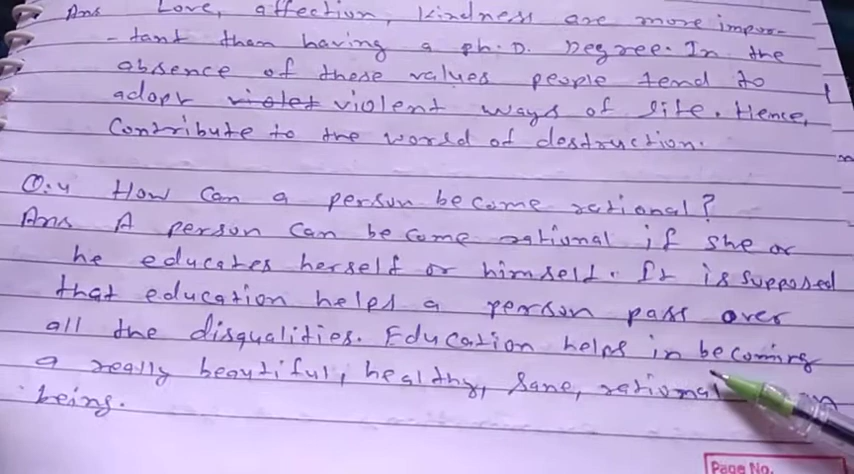 Ans Love, affection, kindness are more impor-
- tant than having a ph.D. Degree. In the
absence of these values people tend to
adopt violet violent ways of life. Hence,
Contribute to the world of destruction.
Q.4 How can a person become rational?
Ans A person can become rational if she or
he educates herself or himself. It is supposed
that education helps a person pass over
all the disqualities. Education helps in becoming
a really beautiful, healthy, sane, rational
being.
Page No.